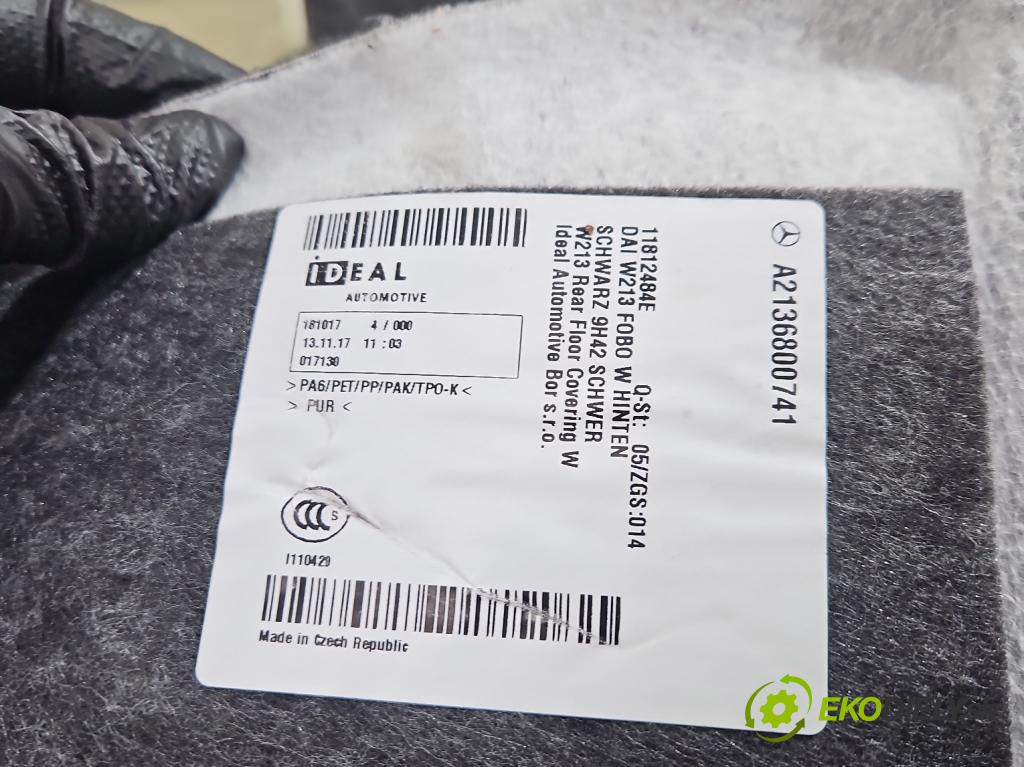 iDEAL
AUTOMOTIVE
181017 4 / 000
13.11.17 11 : 03
017130
> PA6/PET/PP/PAK/TPO-K <
> PUR <
S
I110420
Made in Czech Republic
A2136800741
11812484E Q-St: 05/ZGS:014
DAI W213 FOBO W HINTEN
SCHWARZ 9H42 SCHWER
W213 Rear Floor Covering W
Ideal Automotive Bor s.r.o.
EKO